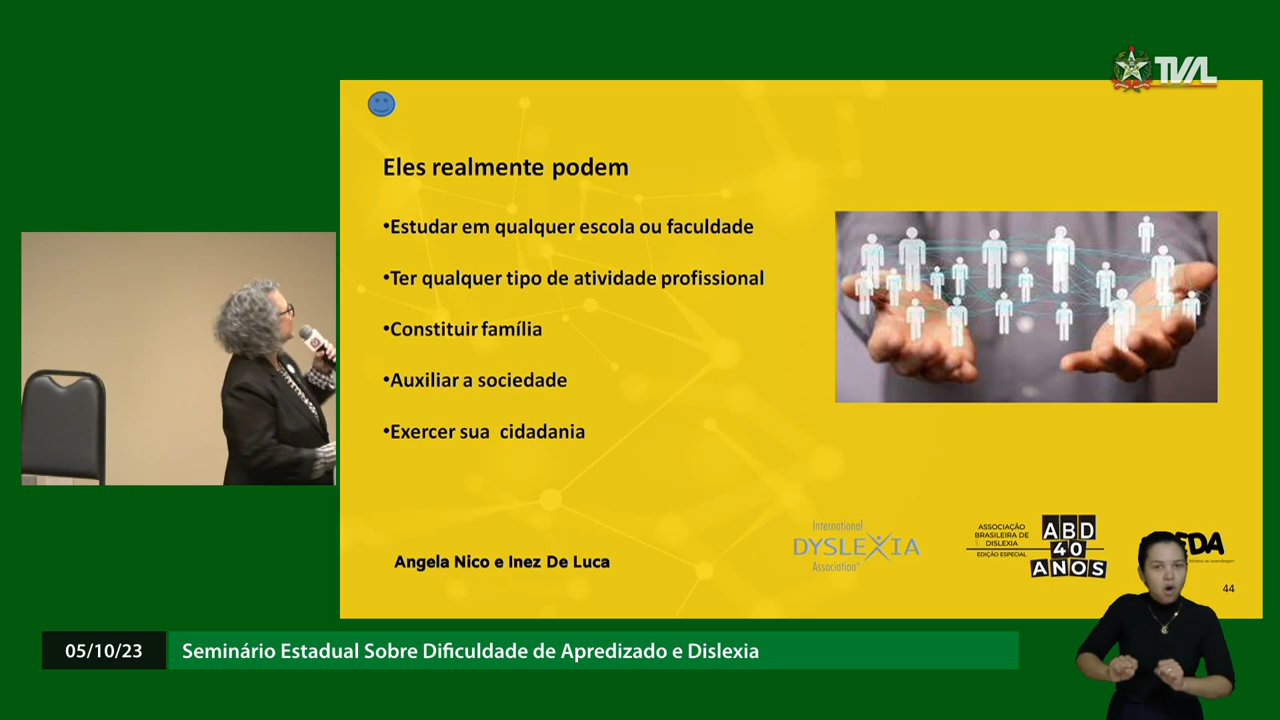 TVAL
Eles realmente podem
•Estudar em qualquer escola ou faculdade
•Ter qualquer tipo de atividade profissional
•Constituir família
•Auxiliar a sociedade
•Exercer sua cidadania
Angela Nico e Inez De Luca
International
DYSLEXIA
Association
ASSOCIAÇÃO
BRASILEIRA DE
DISLEXIA
EDIÇÃO ESPECIAL
ABD
40
ANOS
44
05/10/23
Seminário Estadual Sobre Dificuldade de Apredizado e Dislexia